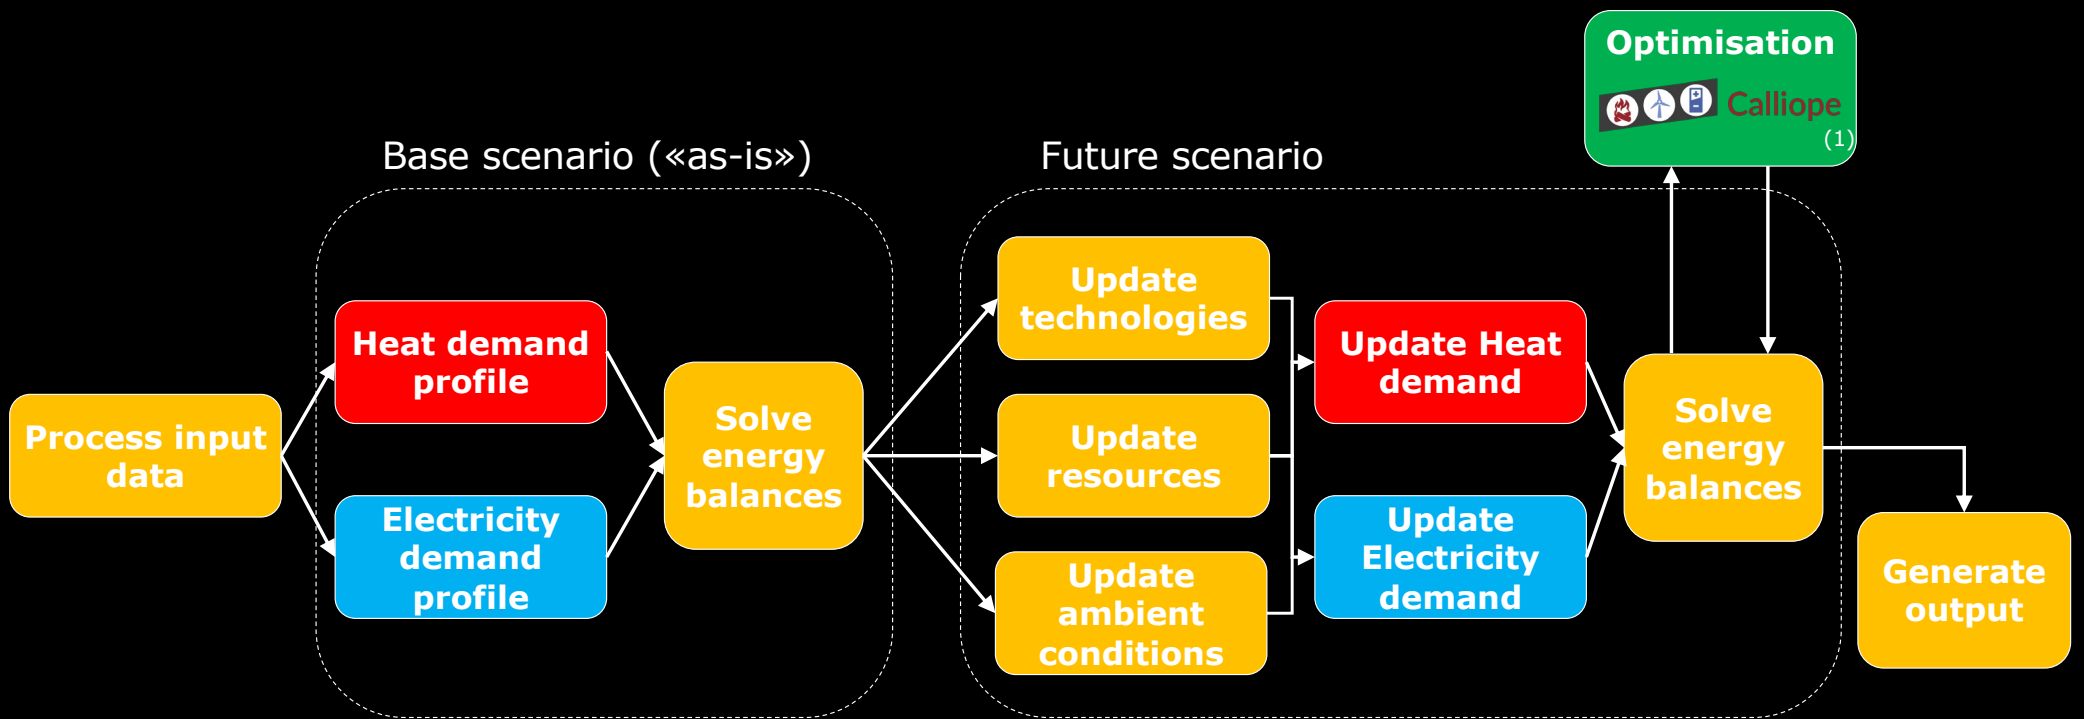 Optimisation
Calliope
(1)
Base scenario («as-is»)
Future scenario
Process input
data
Heat demand
profile
Electricity
demand
profile
Solve
energy
balances
Update
technologies
Update
resources
Update
ambient
conditions
Update Heat
demand
Update
Electricity
demand
Solve
energy
balances
Generate
output